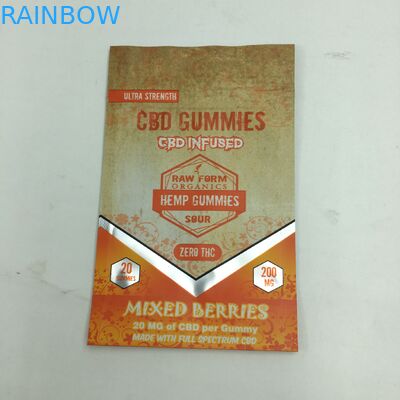 RAINBOW
ULTRA STRENGTH
CBD GUMMIES
CBD INFUSED
RAW FORM
ORGANICS
HEMP GUMMIES
SOUR
ZERO THC
20
GUMMIES
200
MG
MIXED BERRIES
20 MG of CBD per Gummy
MADE WITH FULL SPECTRUM CBD